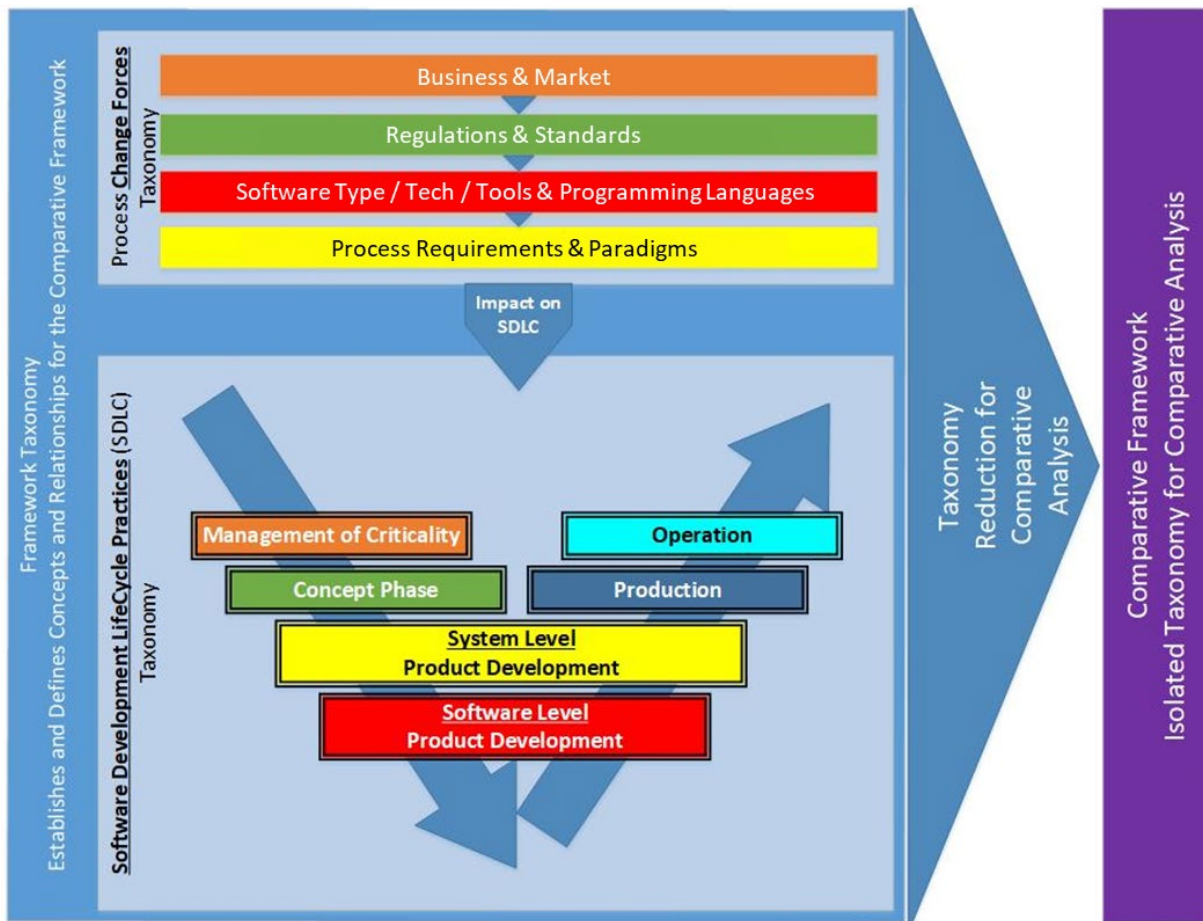 Framework Taxonomy
Establishes and Defines Concepts and Relationships for the Comparative Framework
Process Change Forces
Taxonomy
Business & Market
Regulations & Standards
Software Type / Tech / Tools & Programming Languages
Process Requirements & Paradigms
Impact on
SDLC
Software Development LifeCycle Practices (SDLC)
Taxonomy
Management of Criticality
Operation
Concept Phase
Production
System Level
Product Development
Software Level
Product Development
Taxonomy
Reduction for
Comparative
Analysis
Comparative Framework
Isolated Taxonomy for Comparative Analysis